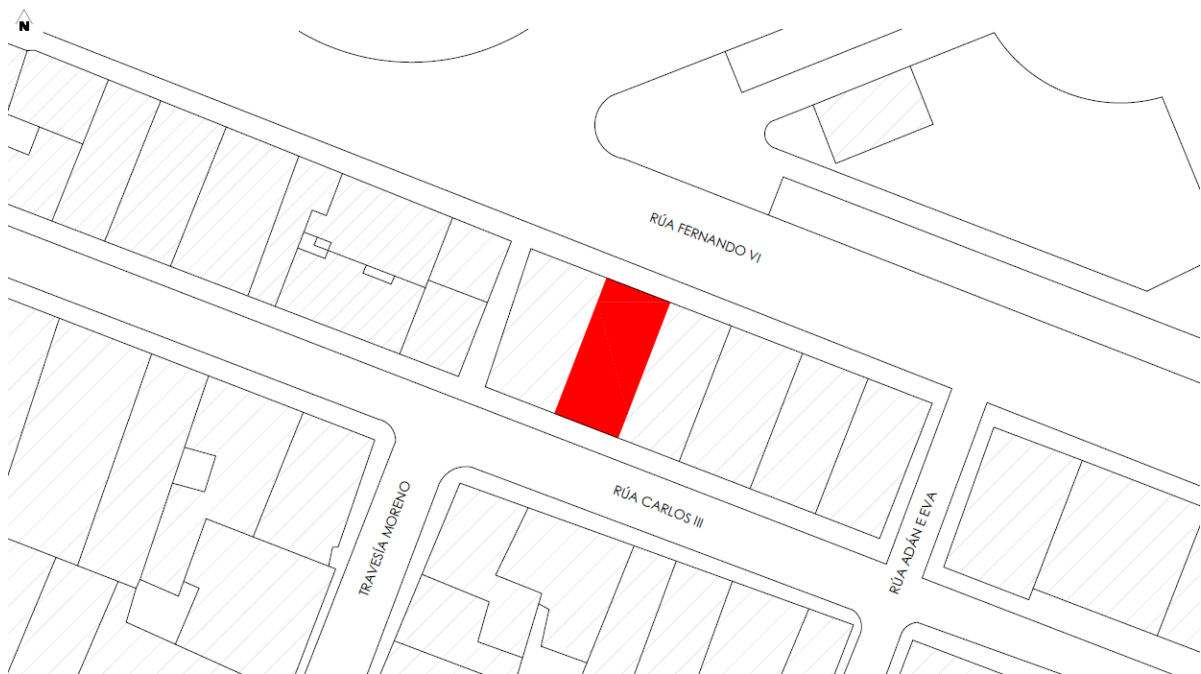 N
RÚA FERNANDO VI
RÚA CARLOS III
TRAVESÍA MORENO
RÚA ADÁN E EVA